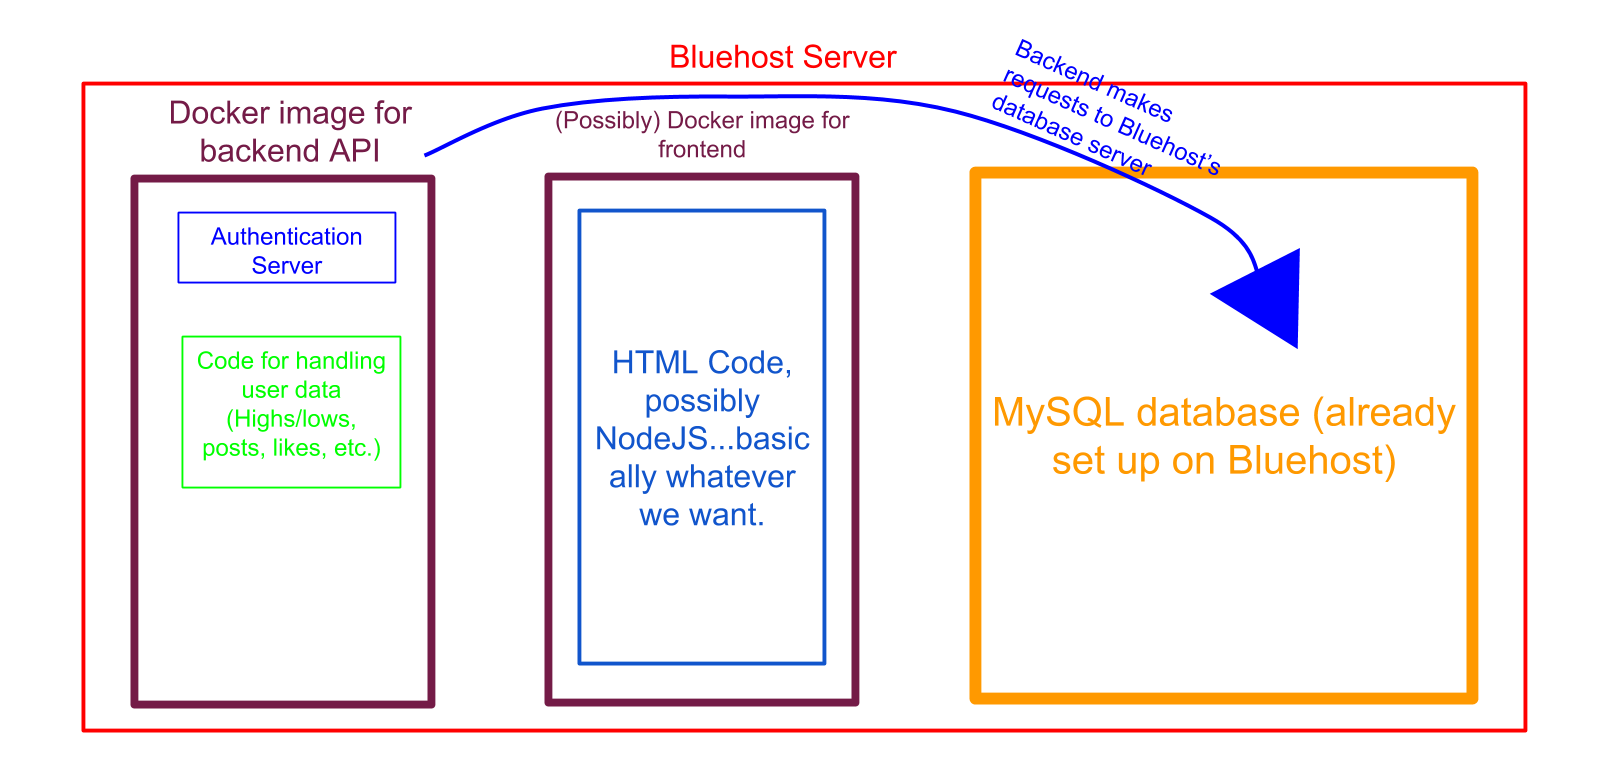 Bluehost Server
Docker image for
backend API
(Possibly) Docker image for
frontend
Backend makes
requests to Bluehost’s
database server
Authentication
Server
Code for handling
user data
(Highs/lows,
posts, likes, etc.)
HTML Code,
possibly
NodeJS...basic
ally whatever
we want.
MySQL database (already
set up on Bluehost)